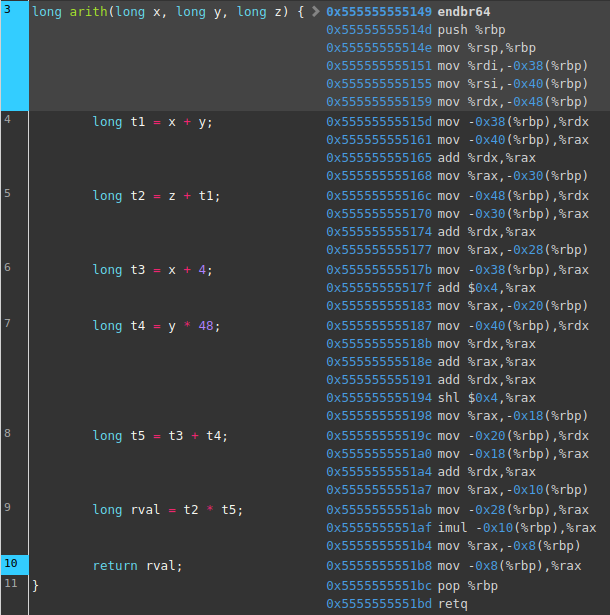 3 long arith(long x, long y, long z) { 0x555555555149 endbr64
0x55555555514d push %rbp
0x55555555514e mov %rsp,%rbp
0x555555555151 mov %rdi,-0x38(%rbp)
0x555555555155 mov %rsi,-0x40(%rbp)
0x555555555159 mov %rdx,-0x48(%rbp)
4 long t1 = x + y; 0x55555555515d mov -0x38(%rbp),%rdx
0x555555555161 mov -0x40(%rbp),%rax
0x555555555165 add %rdx,%rax
0x555555555168 mov %rax,-0x30(%rbp)
5 long t2 = z + t1; 0x55555555516c mov -0x48(%rbp),%rdx
0x555555555170 mov -0x30(%rbp),%rax
0x555555555174 add %rdx,%rax
0x555555555177 mov %rax,-0x28(%rbp)
6 long t3 = x + 4; 0x55555555517b mov -0x38(%rbp),%rax
0x55555555517f add $0x4,%rax
0x555555555183 mov %rax,-0x20(%rbp)
7 long t4 = y * 48; 0x555555555187 mov -0x40(%rbp),%rdx
0x55555555518b mov %rdx,%rax
0x55555555518e add %rax,%rax
0x555555555191 add %rdx,%rax
0x555555555194 shl $0x4,%rax
0x555555555198 mov %rax,-0x18(%rbp)
8 long t5 = t3 + t4; 0x55555555519c mov -0x20(%rbp),%rdx
0x5555555551a0 mov -0x18(%rbp),%rax
0x5555555551a4 add %rdx,%rax
0x5555555551a7 mov %rax,-0x10(%rbp)
9 long rval = t2 * t5; 0x5555555551ab mov -0x28(%rbp),%rax
0x5555555551af imul -0x10(%rbp),%rax
0x5555555551b4 mov %rax,-0x8(%rbp)
10 return rval; 0x5555555551b8 mov -0x8(%rbp),%rax
11 } 0x5555555551bc pop %rbp
0x5555555551bd retq